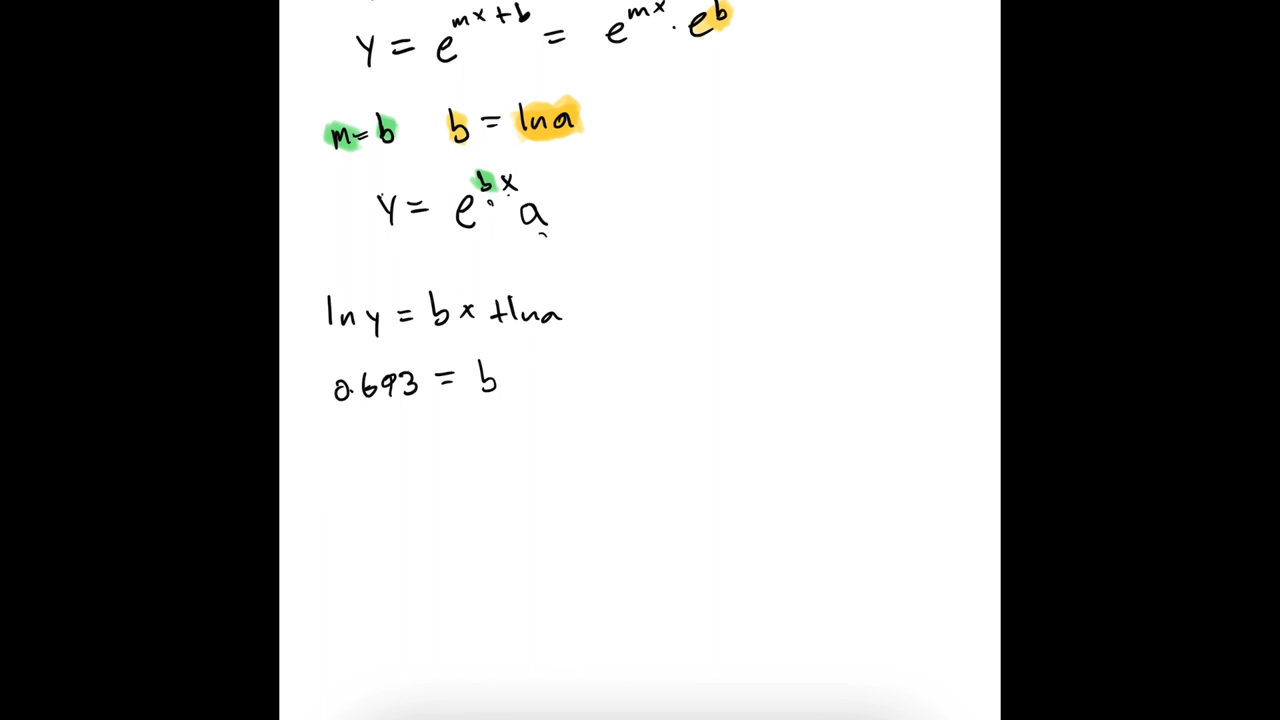 y = e^{mx+b} = e^{mx} · e^b
m=b b = ln a
y = e^{bx} a
ln y = bx + ln a
0.693 = b